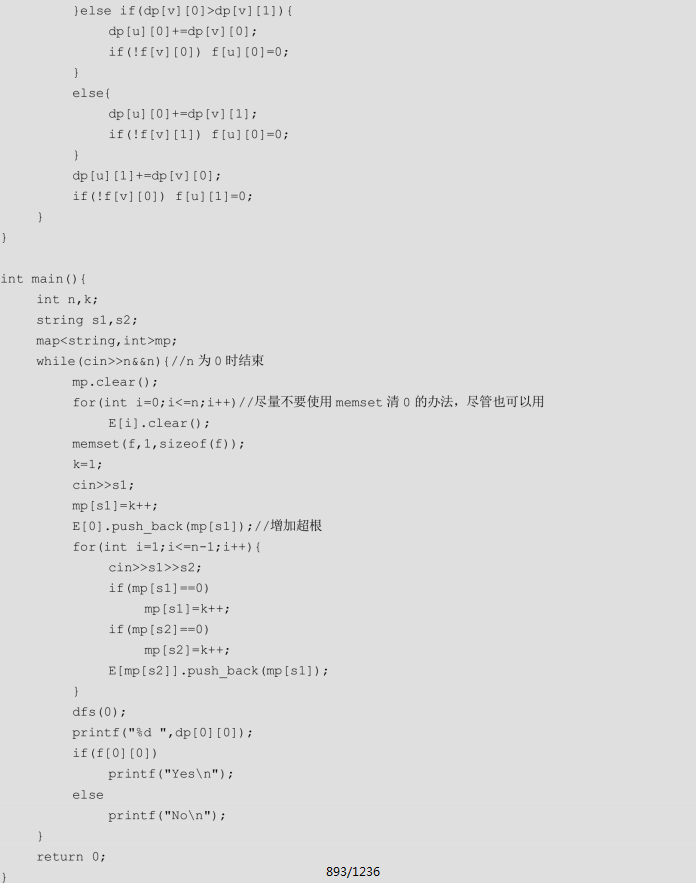 }else if(dp[v][0]>dp[v][1]){
dp[u][0]+=dp[v][0];
if(!f[v][0]) f[u][0]=0;
}
else{
dp[u][0]+=dp[v][1];
if(!f[v][1]) f[u][0]=0;
}
dp[u][1]+=dp[v][0];
if(!f[v][0]) f[u][1]=0;
}
}
int main(){
int n,k;
string s1,s2;
map<string,int>mp;
while(cin>>n&&n){//n 为 0 时结束
mp.clear();
for(int i=0;i<=n;i++)//尽量不要使用 memset 清 0 的办法，尽管也可以用
E[i].clear();
memset(f,1,sizeof(f));
k=1;
cin>>s1;
mp[s1]=k++;
E[0].push_back(mp[s1]);//增加超根
for(int i=1;i<=n-1;i++){
cin>>s1>>s2;
if(mp[s1]==0)
mp[s1]=k++;
if(mp[s2]==0)
mp[s2]=k++;
E[mp[s2]].push_back(mp[s1]);
}
dfs(0);
printf("%d ",dp[0][0]);
if(f[0][0])
printf("Yes\n");
else
printf("No\n");
}
return 0;
}
893/1236